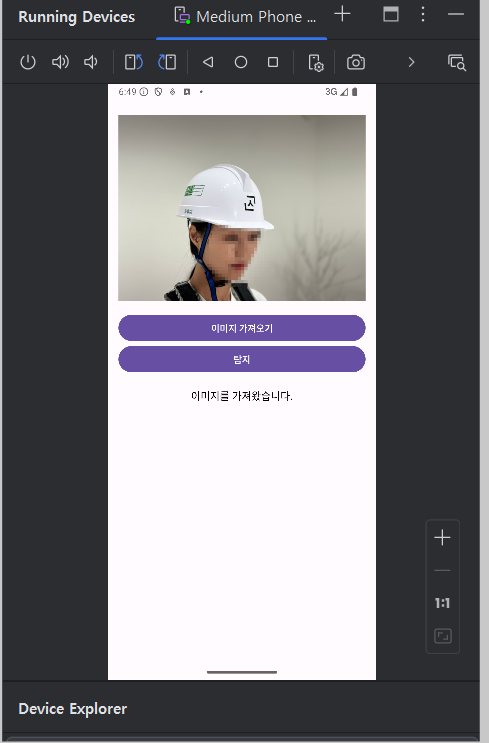 Running Devices
Medium Phone ...
6:49
3G
이미지 가져오기
탐지
이미지를 가져왔습니다.
1:1
Device Explorer